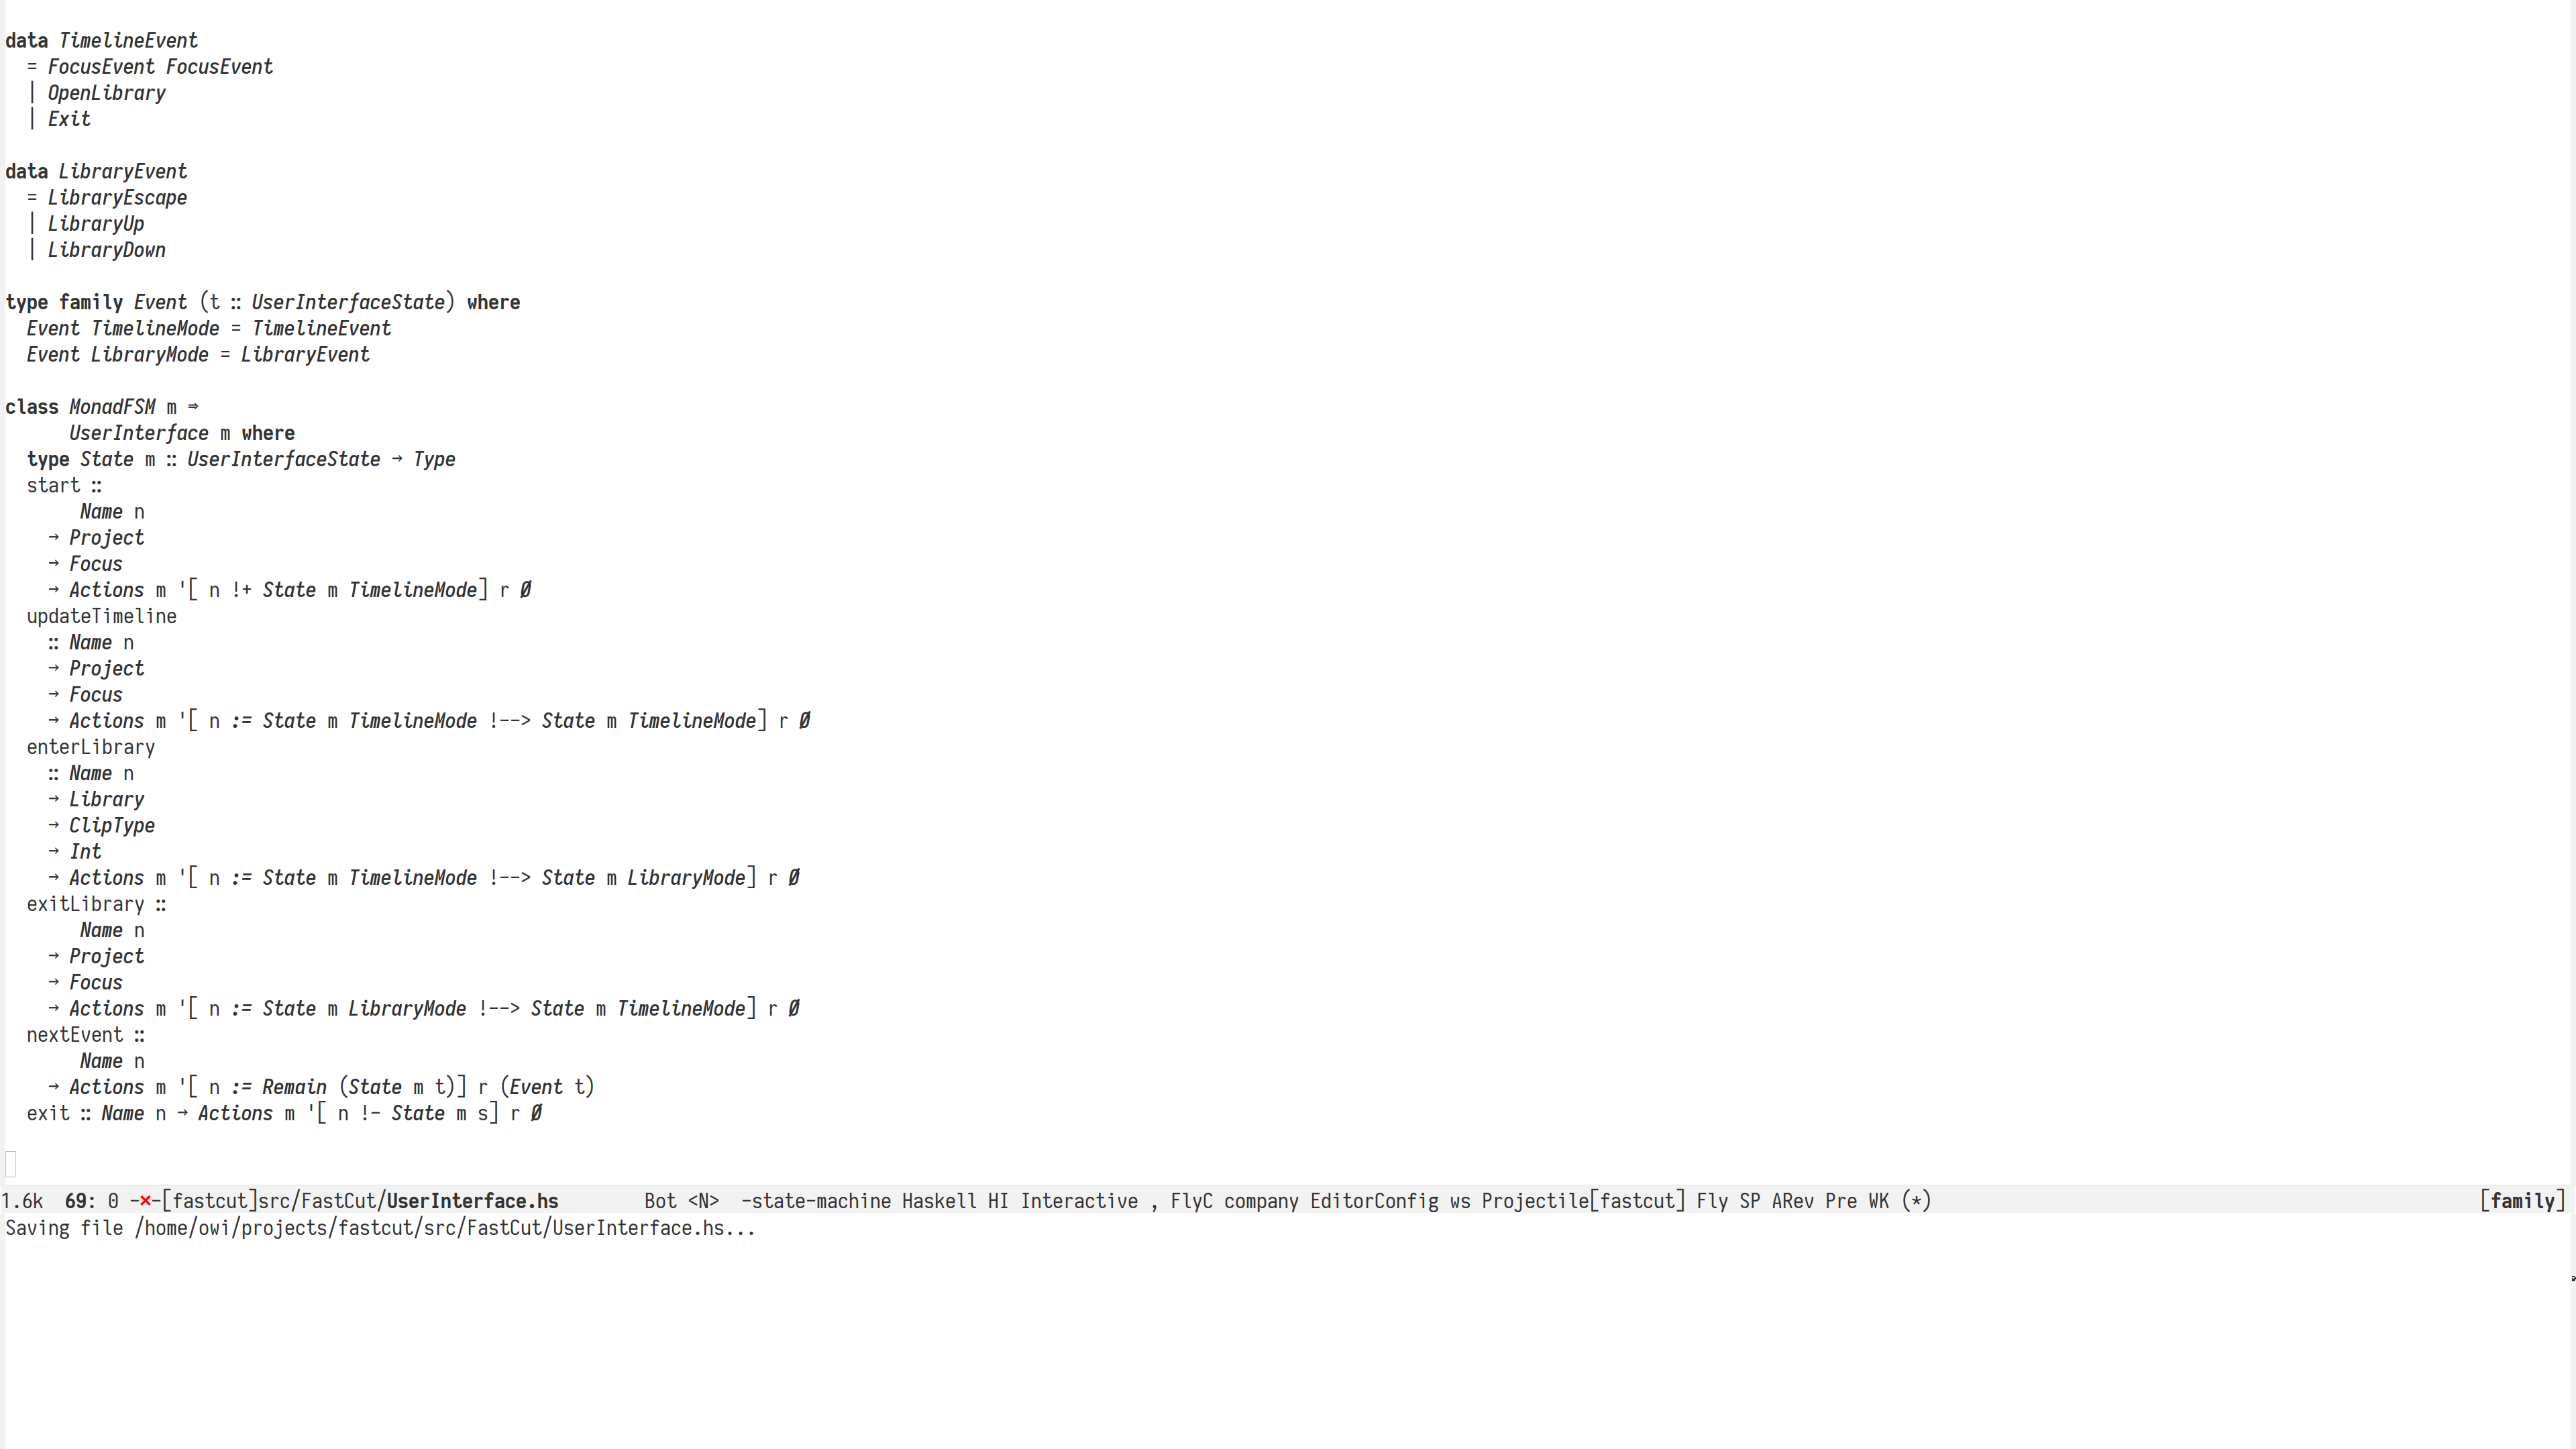 data TimelineEvent
  = FocusEvent FocusEvent
  | OpenLibrary
  | Exit

data LibraryEvent
  = LibraryEscape
  | LibraryUp
  | LibraryDown

type family Event (t :: UserInterfaceState) where
  Event TimelineMode = TimelineEvent
  Event LibraryMode = LibraryEvent

class MonadFSM m ⇒
      UserInterface m where
  type State m :: UserInterfaceState → Type
  start ::
       Name n
    → Project
    → Focus
    → Actions m '[ n !+ State m TimelineMode] r Ø
  updateTimeline
    :: Name n
    → Project
    → Focus
    → Actions m '[ n := State m TimelineMode !--> State m TimelineMode] r Ø
  enterLibrary
    :: Name n
    → Library
    → ClipType
    → Int
    → Actions m '[ n := State m TimelineMode !--> State m LibraryMode] r Ø
  exitLibrary ::
       Name n
    → Project
    → Focus
    → Actions m '[ n := State m LibraryMode !--> State m TimelineMode] r Ø
  nextEvent ::
       Name n
    → Actions m '[ n := Remain (State m t)] r (Event t)
  exit :: Name n → Actions m '[ n !- State m s] r Ø

1.6k  69: 0 -×-[fastcut]src/FastCut/UserInterface.hs        Bot <N>  -state-machine Haskell HI Interactive , FlyC company EditorConfig ws Projectile[fastcut] Fly SP ARev Pre WK (*) [family]
Saving file /home/owi/projects/fastcut/src/FastCut/UserInterface.hs...